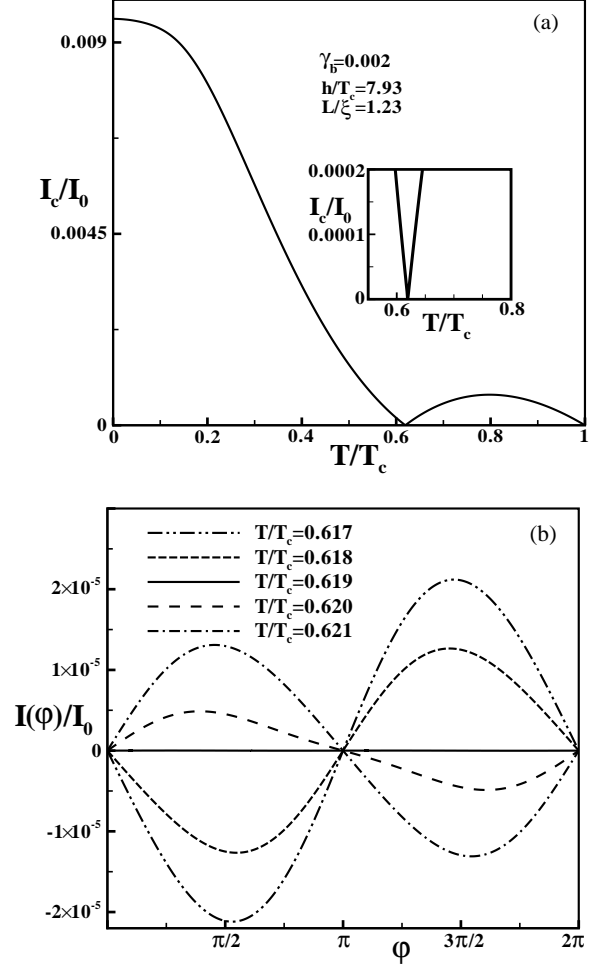 (a)
0.009
γb=0.002
h/Tc=7.93
L/ξ=1.23
Ic/I0
0.0045
0
0 0.2 0.4 0.6 0.8 1
T/Tc
0.0002
Ic/I0
0.0001
0
0.6 0.8
T/Tc
(b)
T/Tc=0.617
T/Tc=0.618
T/Tc=0.619
T/Tc=0.620
T/Tc=0.621
2×10-5
1×10-5
I(φ)/I0
0
-1×10-5
-2×10-5
π/2 π 3π/2 2π
φ